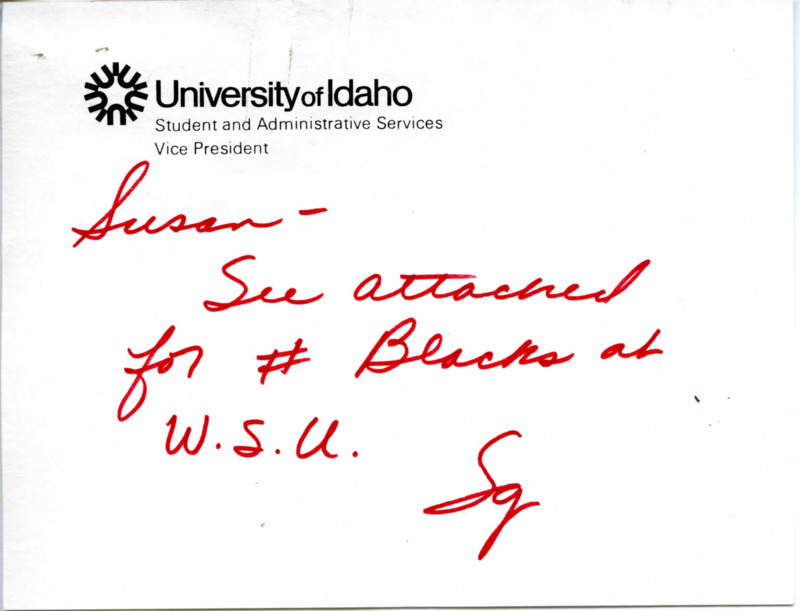 University of Idaho
Student and Administrative Services
Vice President
Susan -
See attached
for # Blacks at
W.S.U.
Sg